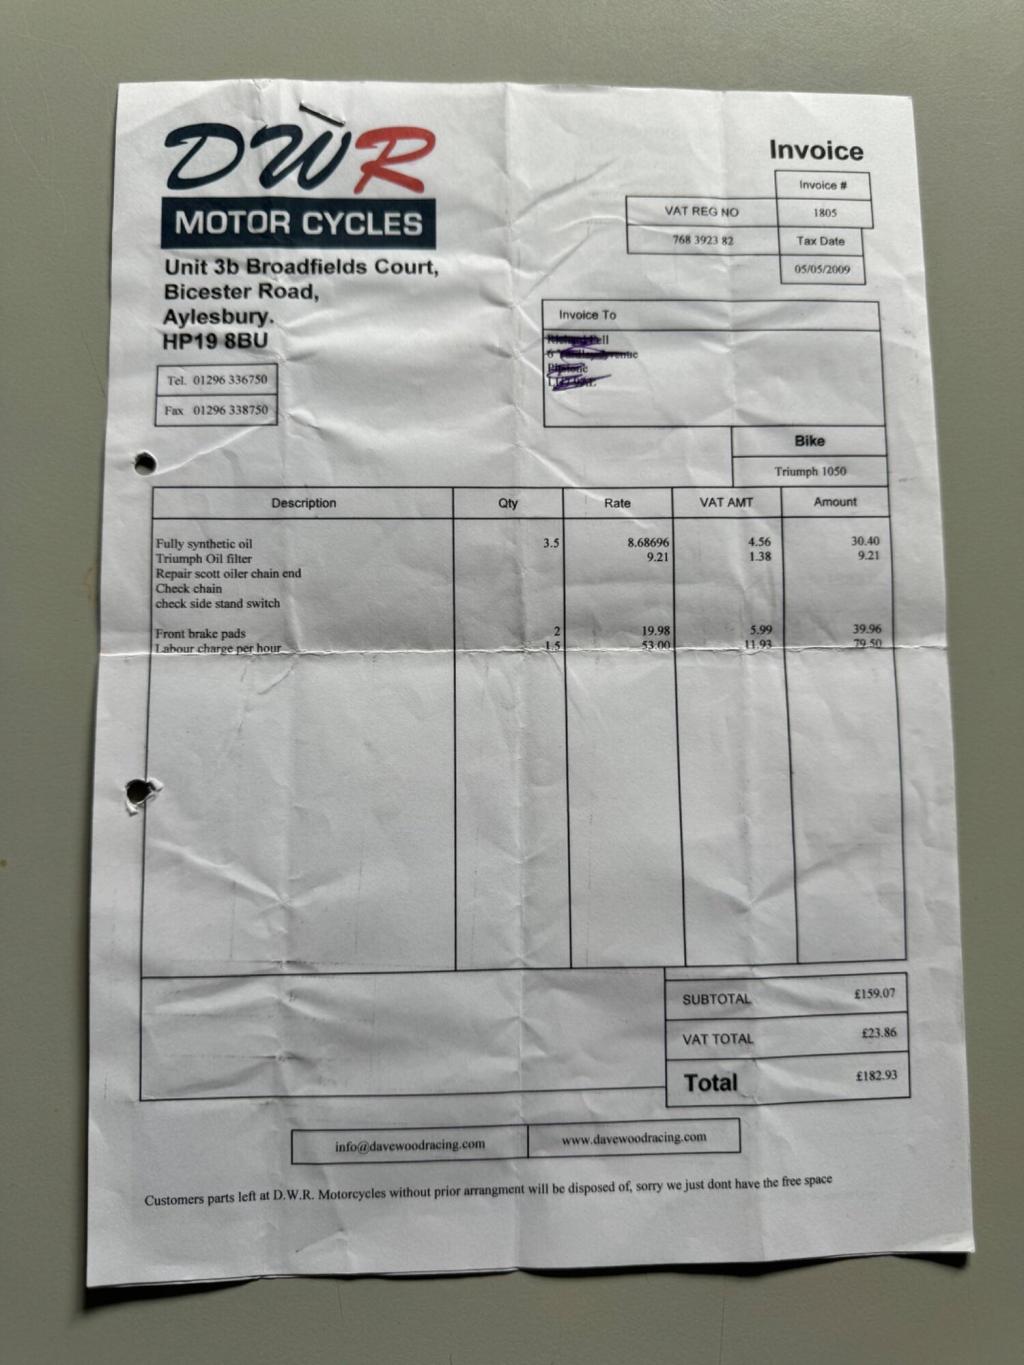 DWR
MOTOR CYCLES
Unit 3b Broadfields Court,
Bicester Road,
Aylesbury.
HP19 8BU
Tel. 01296 336750
Fax 01296 338750
Invoice
Invoice #
VAT REG NO 1805
768 3923 82 Tax Date
05/05/2009
Invoice To
Bike
Triumph 1050
Description Qty Rate VAT AMT Amount
Fully synthetic oil 3.5 8.68696 4.56 30.40
Triumph Oil filter 9.21 1.38 9.21
Repair scott oiler chain end
Check chain
check side stand switch
Front brake pads 2 19.98 5.99 39.96
Labour charge per hour 1.5 53.00 11.93 79.50
SUBTOTAL £159.07
VAT TOTAL £23.86
Total £182.93
info@davewoodracing.com www.davewoodracing.com
Customers parts left at D.W.R. Motorcycles without prior arrangment will be disposed of, sorry we just dont have the free space